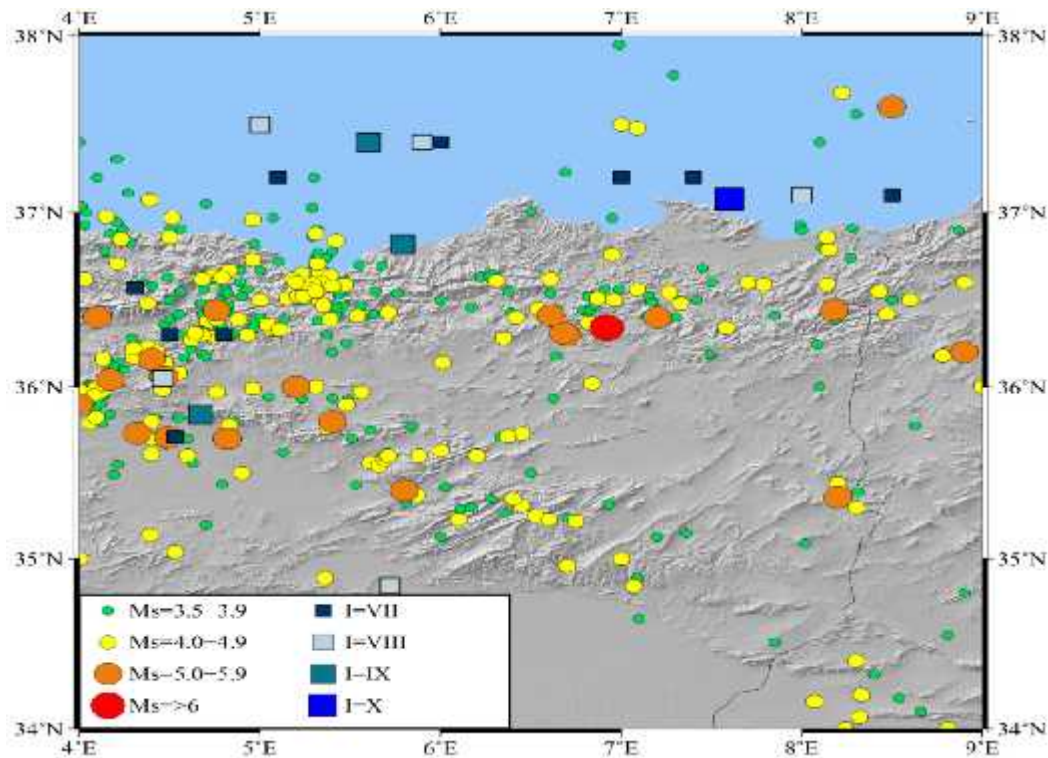 4°E 5°E 6°E 7°E 8°E 9°E
38°N 38°N
37°N 37°N
36°N 36°N
35°N 35°N
Ms=3.5-3.9 I=VII
Ms=4.0-4.9 I=VIII
Ms=5.0-5.9 I=IX
Ms=>6 I=X
34°N 34°N
4°E 5°E 6°E 7°E 8°E 9°E